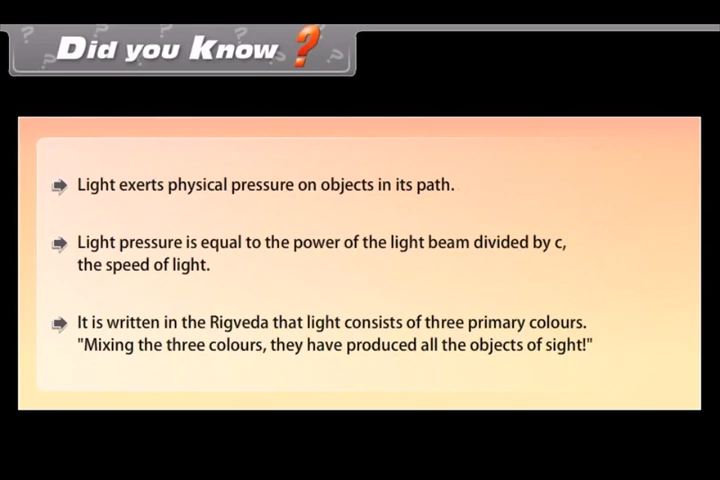 Did you Know ?
Light exerts physical pressure on objects in its path.
Light pressure is equal to the power of the light beam divided by c,
the speed of light.
It is written in the Rigveda that light consists of three primary colours.
"Mixing the three colours, they have produced all the objects of sight!"